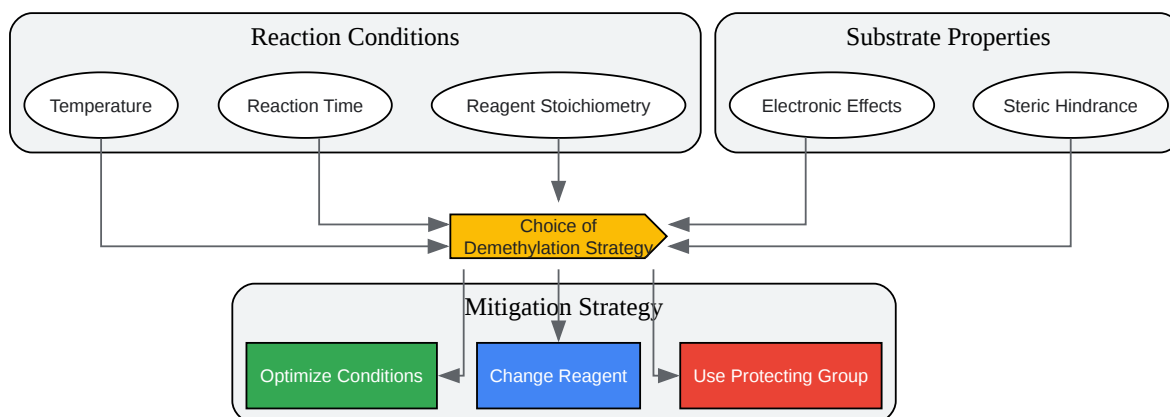 Reaction Conditions
Substrate Properties
Temperature
Reaction Time
Reagent Stoichiometry
Electronic Effects
Steric Hindrance
Choice of
Demethylation Strategy
Mitigation Strategy
Optimize Conditions
Change Reagent
Use Protecting Group